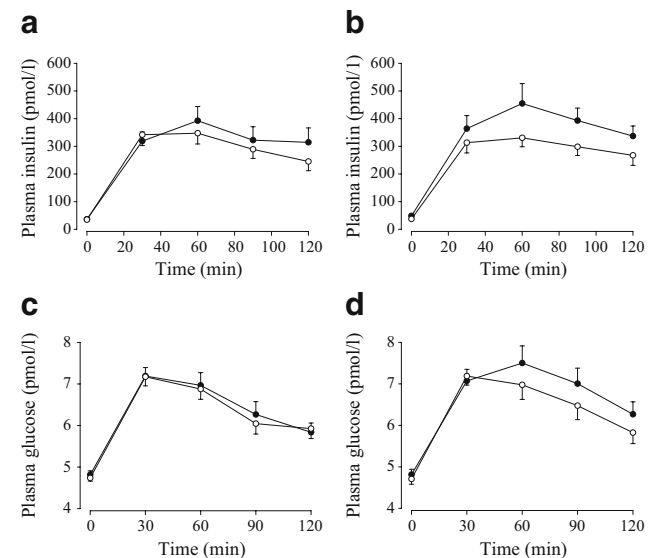 a
b
Plasma insulin (pmol/l)
600
500
400
300
200
100
0
0 20 40 60 80 100 120
Time (min)
Plasma insulin (pmol/l)
600
500
400
300
200
100
0
0 20 40 60 80 100 120
Time (min)
c
d
Plasma glucose (pmol/l)
8
7
6
5
4
0 30 60 90 120
Time (min)
Plasma glucose (pmol/l)
8
7
6
5
4
0 30 60 90 120
Time (min)